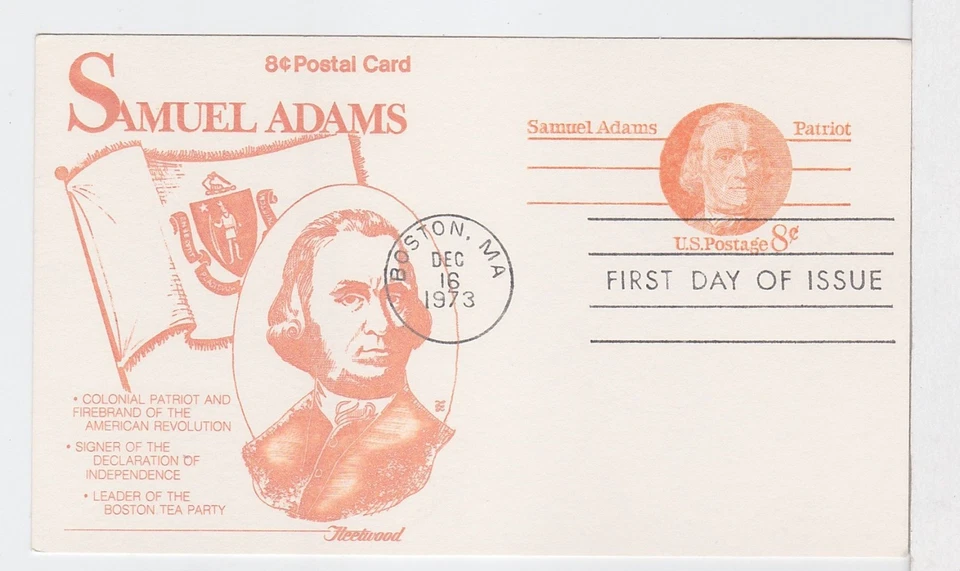 8¢ Postal Card
SAMUEL ADAMS
Samuel Adams
Patriot
U.S. Postage 8¢
BOSTON, MA
DEC
16
1973
FIRST DAY OF ISSUE
• COLONIAL PATRIOT AND
FIREBRAND OF THE
AMERICAN REVOLUTION
• SIGNER OF THE
DECLARATION OF
INDEPENDENCE
• LEADER OF THE
BOSTON TEA PARTY
Fleetwood